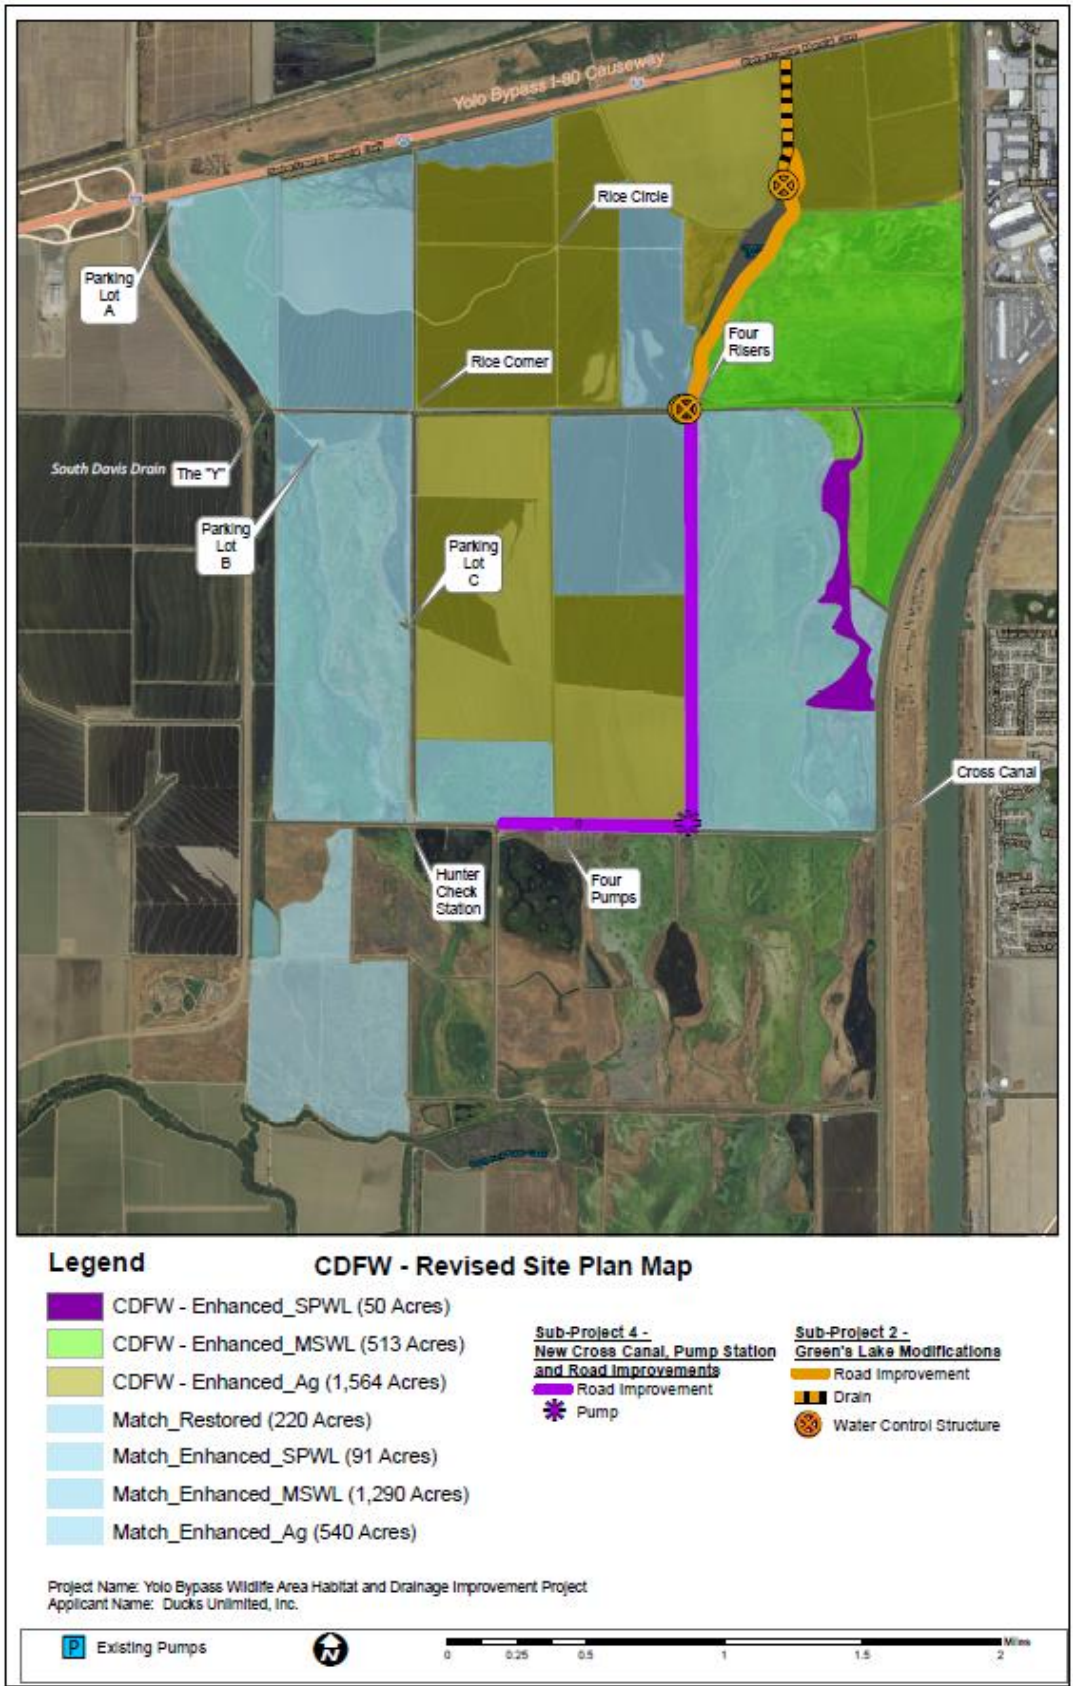 Yolo Bypass I-80 Causeway
Rice Circle
Parking
Lot
A
Four
Risers
Rice Corner
South Davis Drain
The "Y"
Parking
Lot
B
Parking
Lot
C
Cross Canal
Hunter
Check
Station
Four
Pumps
Legend
CDFW - Revised Site Plan Map
CDFW - Enhanced_SPWL (50 Acres)
CDFW - Enhanced_MSWL (513 Acres)
CDFW - Enhanced_Ag (1,564 Acres)
Match_Restored (220 Acres)
Match_Enhanced_SPWL (91 Acres)
Match_Enhanced_MSWL (1,290 Acres)
Match_Enhanced_Ag (540 Acres)
Sub-Project 4 -
New Cross Canal, Pump Station
and Road Improvements
Road Improvement
Pump
Sub-Project 2 -
Green's Lake Modifications
Road Improvement
Drain
Water Control Structure
Project Name: Yolo Bypass Wildlife Area Habitat and Drainage Improvement Project
Applicant Name: Ducks Unlimited, Inc.
P Existing Pumps
N
0 0.25 0.5 1 1.5 2 Miles